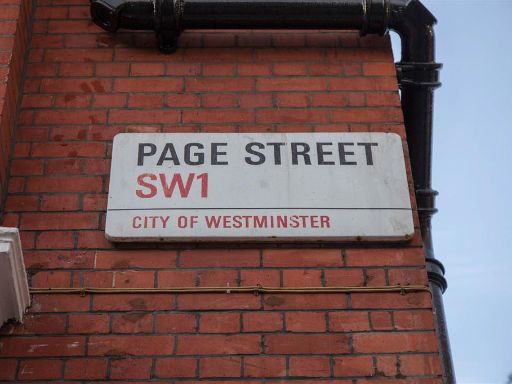 PAGE STREET
SW1
CITY OF WESTMINSTER